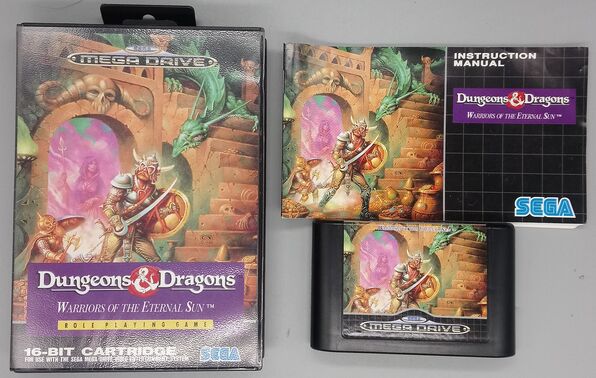 SEGA
MEGA DRIVE
Dungeons & Dragons
WARRIORS OF THE ETERNAL SUN™
ROLE PLAYING GAME
16-BIT CARTRIDGE
FOR USE WITH THE SEGA MEGA DRIVE VIDEO ENTERTAINMENT SYSTEM
SEGA
INSTRUCTION
MANUAL
Dungeons & Dragons
WARRIORS OF THE ETERNAL SUN™
SEGA
MEGA DRIVE